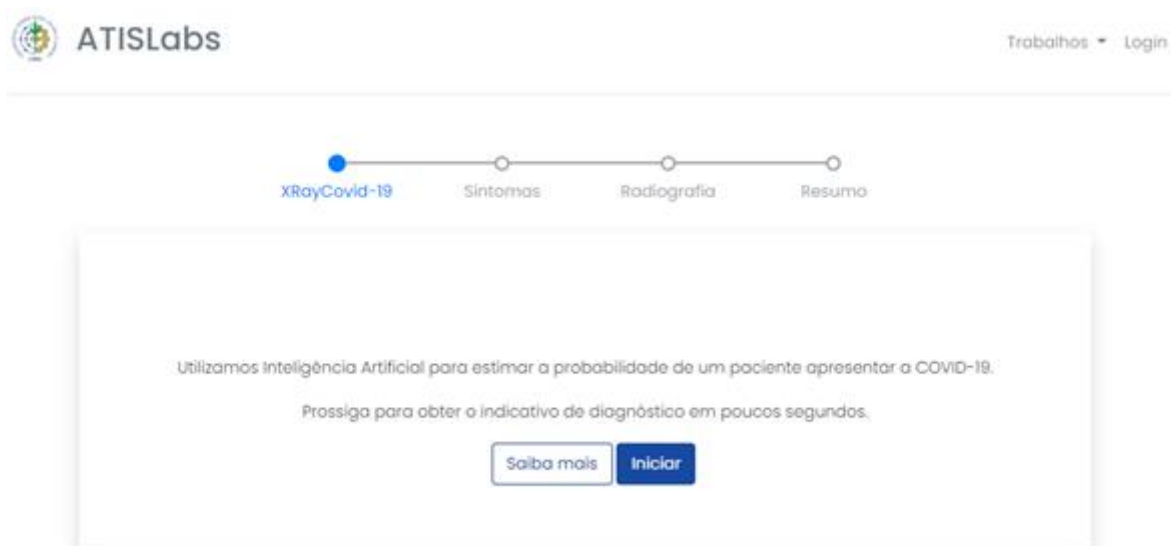 ATISLabs
Trabalhos Login
XRayCovid-19 Sintomas Radiografia Resumo
Utilizamos Inteligência Artificial para estimar a probabilidade de um paciente apresentar a COVID-19.
Prossiga para obter o indicativo de diagnóstico em poucos segundos.
Saiba mais Iniciar